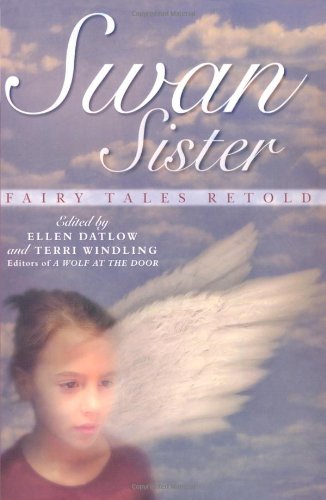 Swan
Sister
FAIRY TALES RETOLD
Edited by
ELLEN DATLOW
and TERRI WINDLING
Editors of A WOLF AT THE DOOR